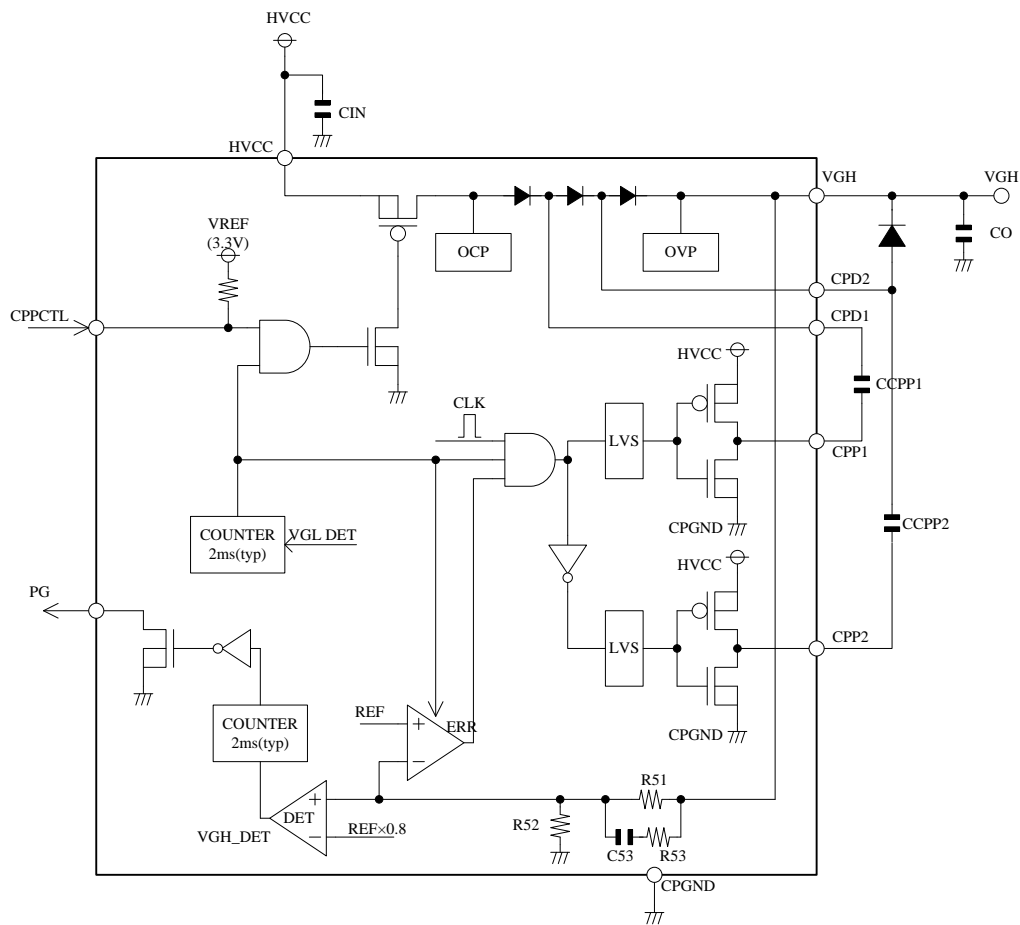 HVCC
CIN
HVCC
VGH
VGH
VREF
(3.3V)
OCP
OVP
CO
CPD2
CPPCTL
CPD1
HVCC
CCPP1
CLK
LVS
CPP1
COUNTER
2ms(typ)
VGL DET
CPGND
CCPP2
HVCC
PG
LVS
CPP2
COUNTER
2ms(typ)
REF
+
ERR
−
CPGND
R51
+
DET
−
VGH_DET
REF×0.8
R52
C53
R53
CPGND